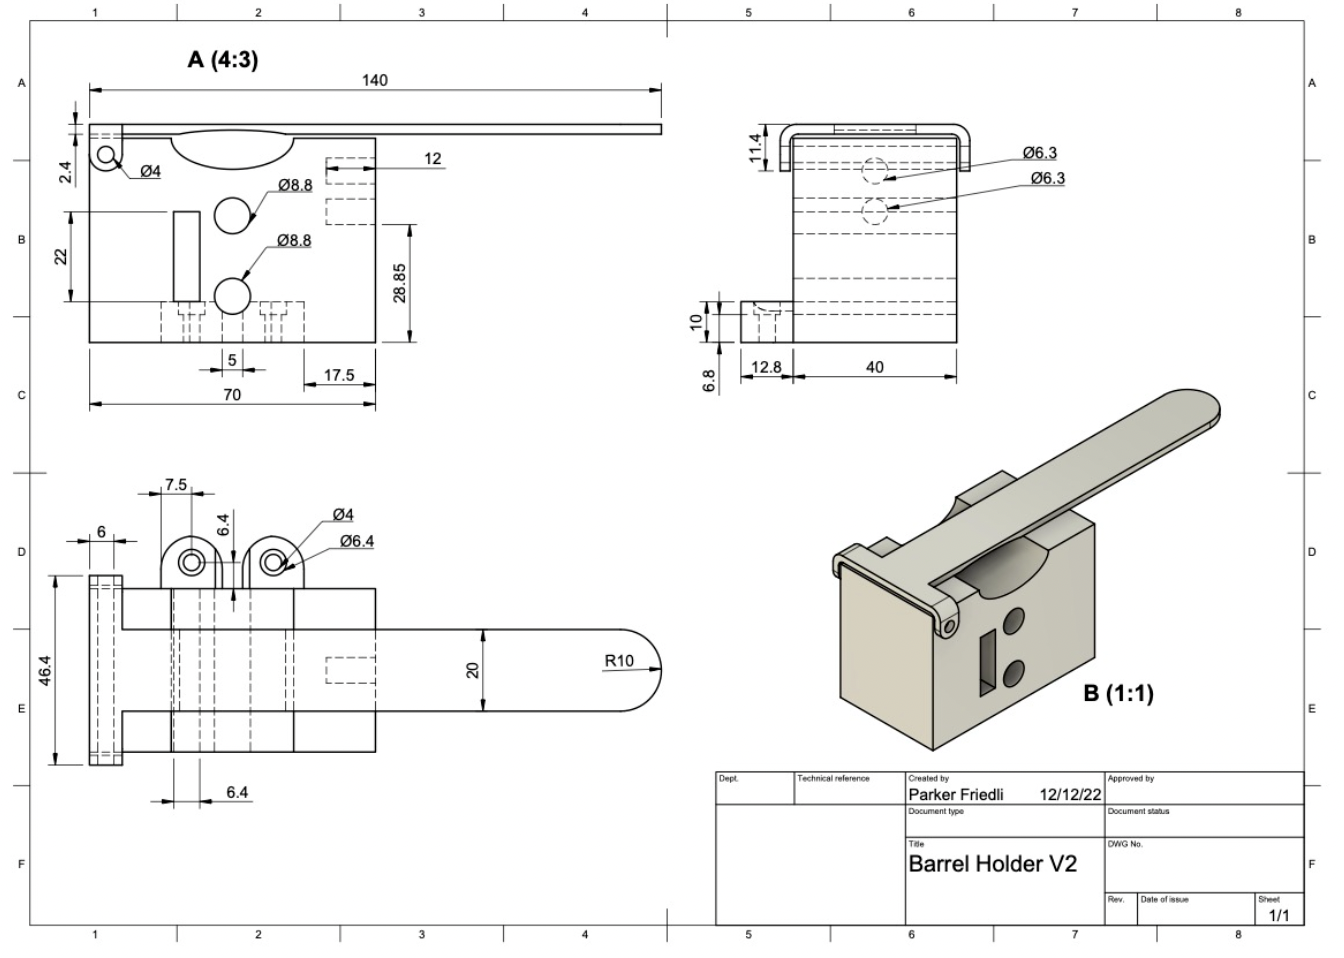 1 2 3 4 5 6 7 8
A (4:3)
A A
140
2.4
Ø4
12
11.4
Ø6.3
Ø6.3
Ø8.8
B B
22
Ø8.8
28.85
10
6.8
12.8
40
5
17.5
70
C C
7.5
6.4
Ø4
Ø6.4
6
D D
46.4
20
R10
E E
6.4
B (1:1)
Dept. Technical reference Created by Approved by
Parker Friedli 12/12/22
Document type Document status
Title DWG No.
Barrel Holder V2
F F
Rev. Date of issue Sheet
1/1
1 2 3 4 5 6 7 8